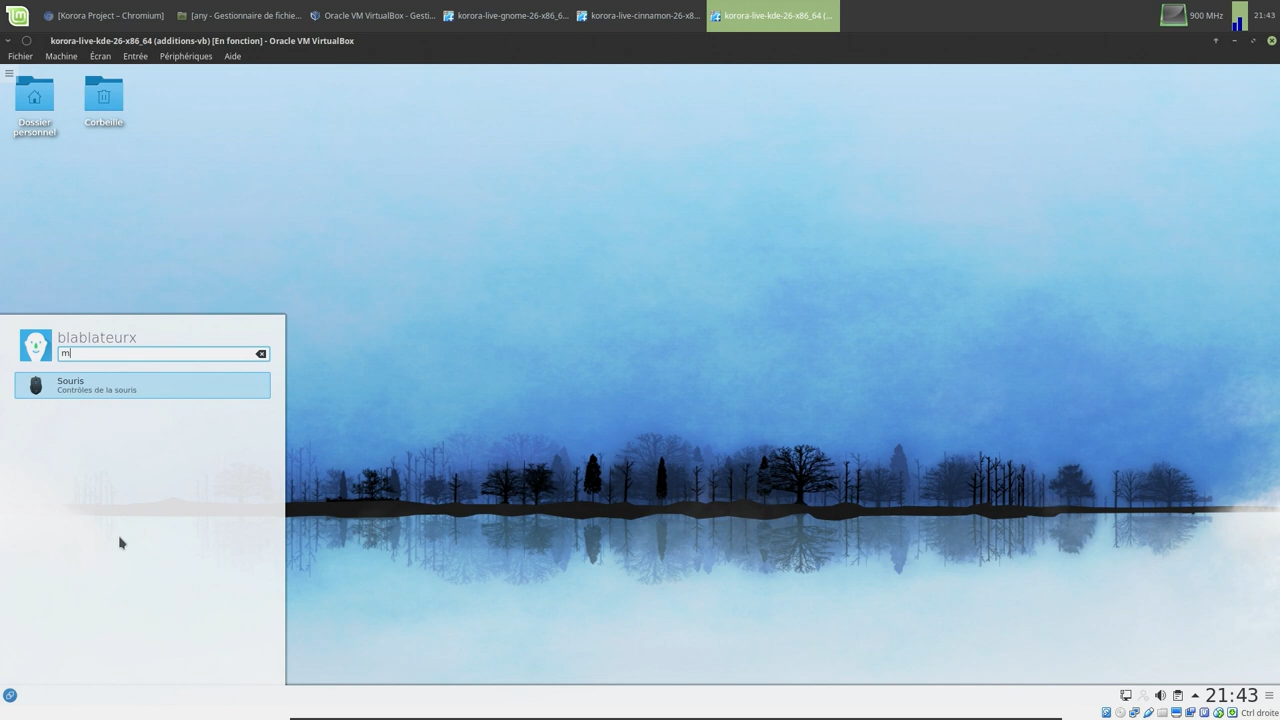 [Korora Project – Chromium]
[any - Gestionnaire de fichie...
Oracle VM VirtualBox - Gesti...
korora-live-gnome-26-x86_6...
korora-live-cinnamon-26-x8...
korora-live-kde-26-x86_64 (...
900 MHz
21:43
korora-live-kde-26-x86_64 (additions-vb) [En fonction] - Oracle VM VirtualBox
Fichier Machine Écran Entrée Périphériques Aide
Dossier
personnel
Corbeille
blablateurx
m
Souris
Contrôles de la souris
21:43
Ctrl droite